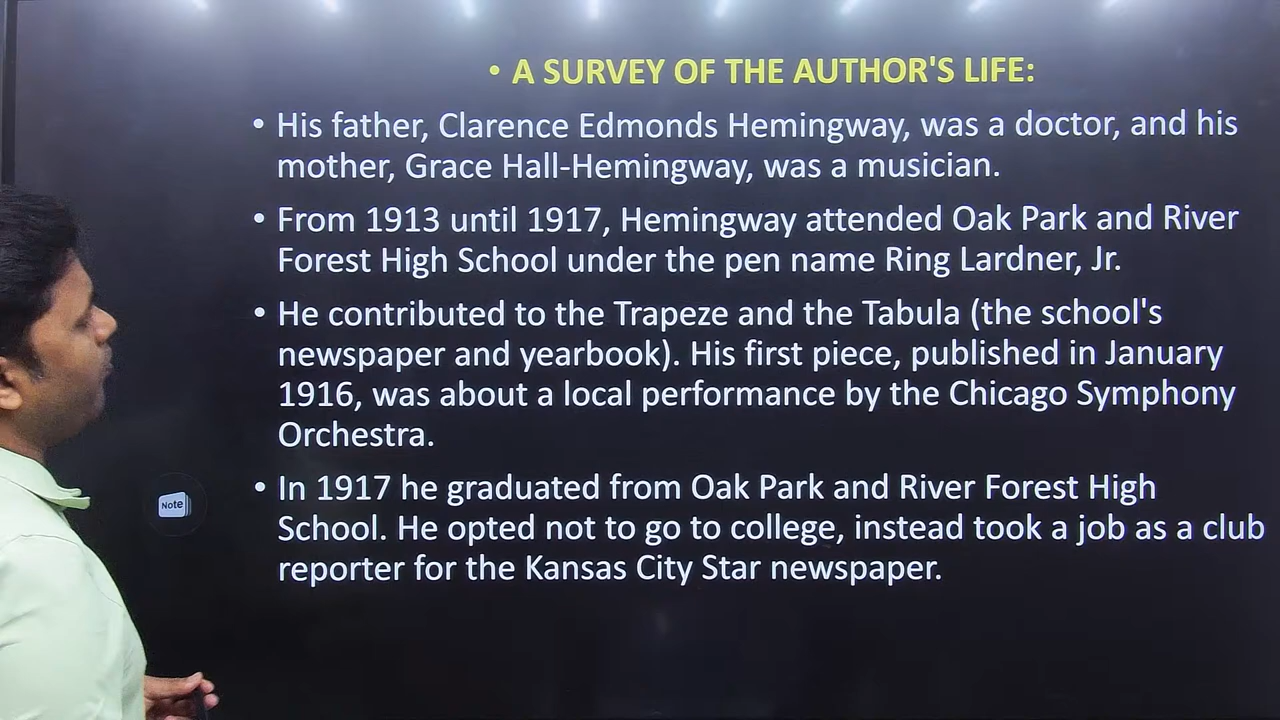 • A SURVEY OF THE AUTHOR'S LIFE:
• His father, Clarence Edmonds Hemingway, was a doctor, and his
mother, Grace Hall-Hemingway, was a musician.
• From 1913 until 1917, Hemingway attended Oak Park and River
Forest High School under the pen name Ring Lardner, Jr.
• He contributed to the Trapeze and the Tabula (the school's
newspaper and yearbook). His first piece, published in January
1916, was about a local performance by the Chicago Symphony
Orchestra.
• In 1917 he graduated from Oak Park and River Forest High
School. He opted not to go to college, instead took a job as a club
reporter for the Kansas City Star newspaper.
Note